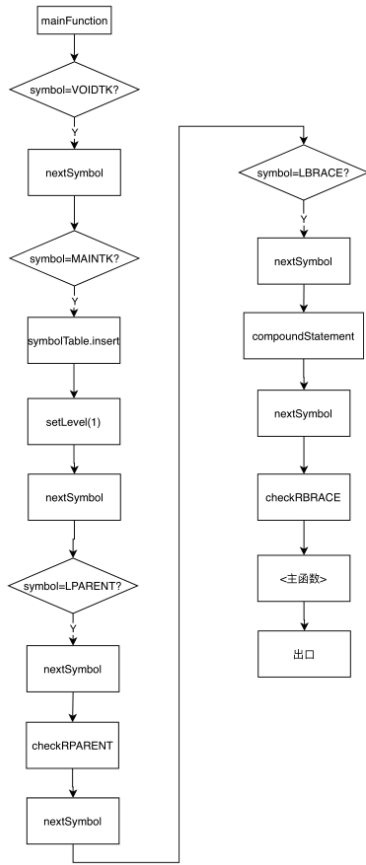 mainFunction
symbol=VOIDTK?
Y
nextSymbol
symbol=MAINTK?
Y
symbolTable.insert
setLevel(1)
nextSymbol
symbol=LPARENT?
Y
nextSymbol
checkRPARENT
nextSymbol
symbol=LBRACE?
Y
nextSymbol
compoundStatement
nextSymbol
checkRBRACE
<主函数>
出口